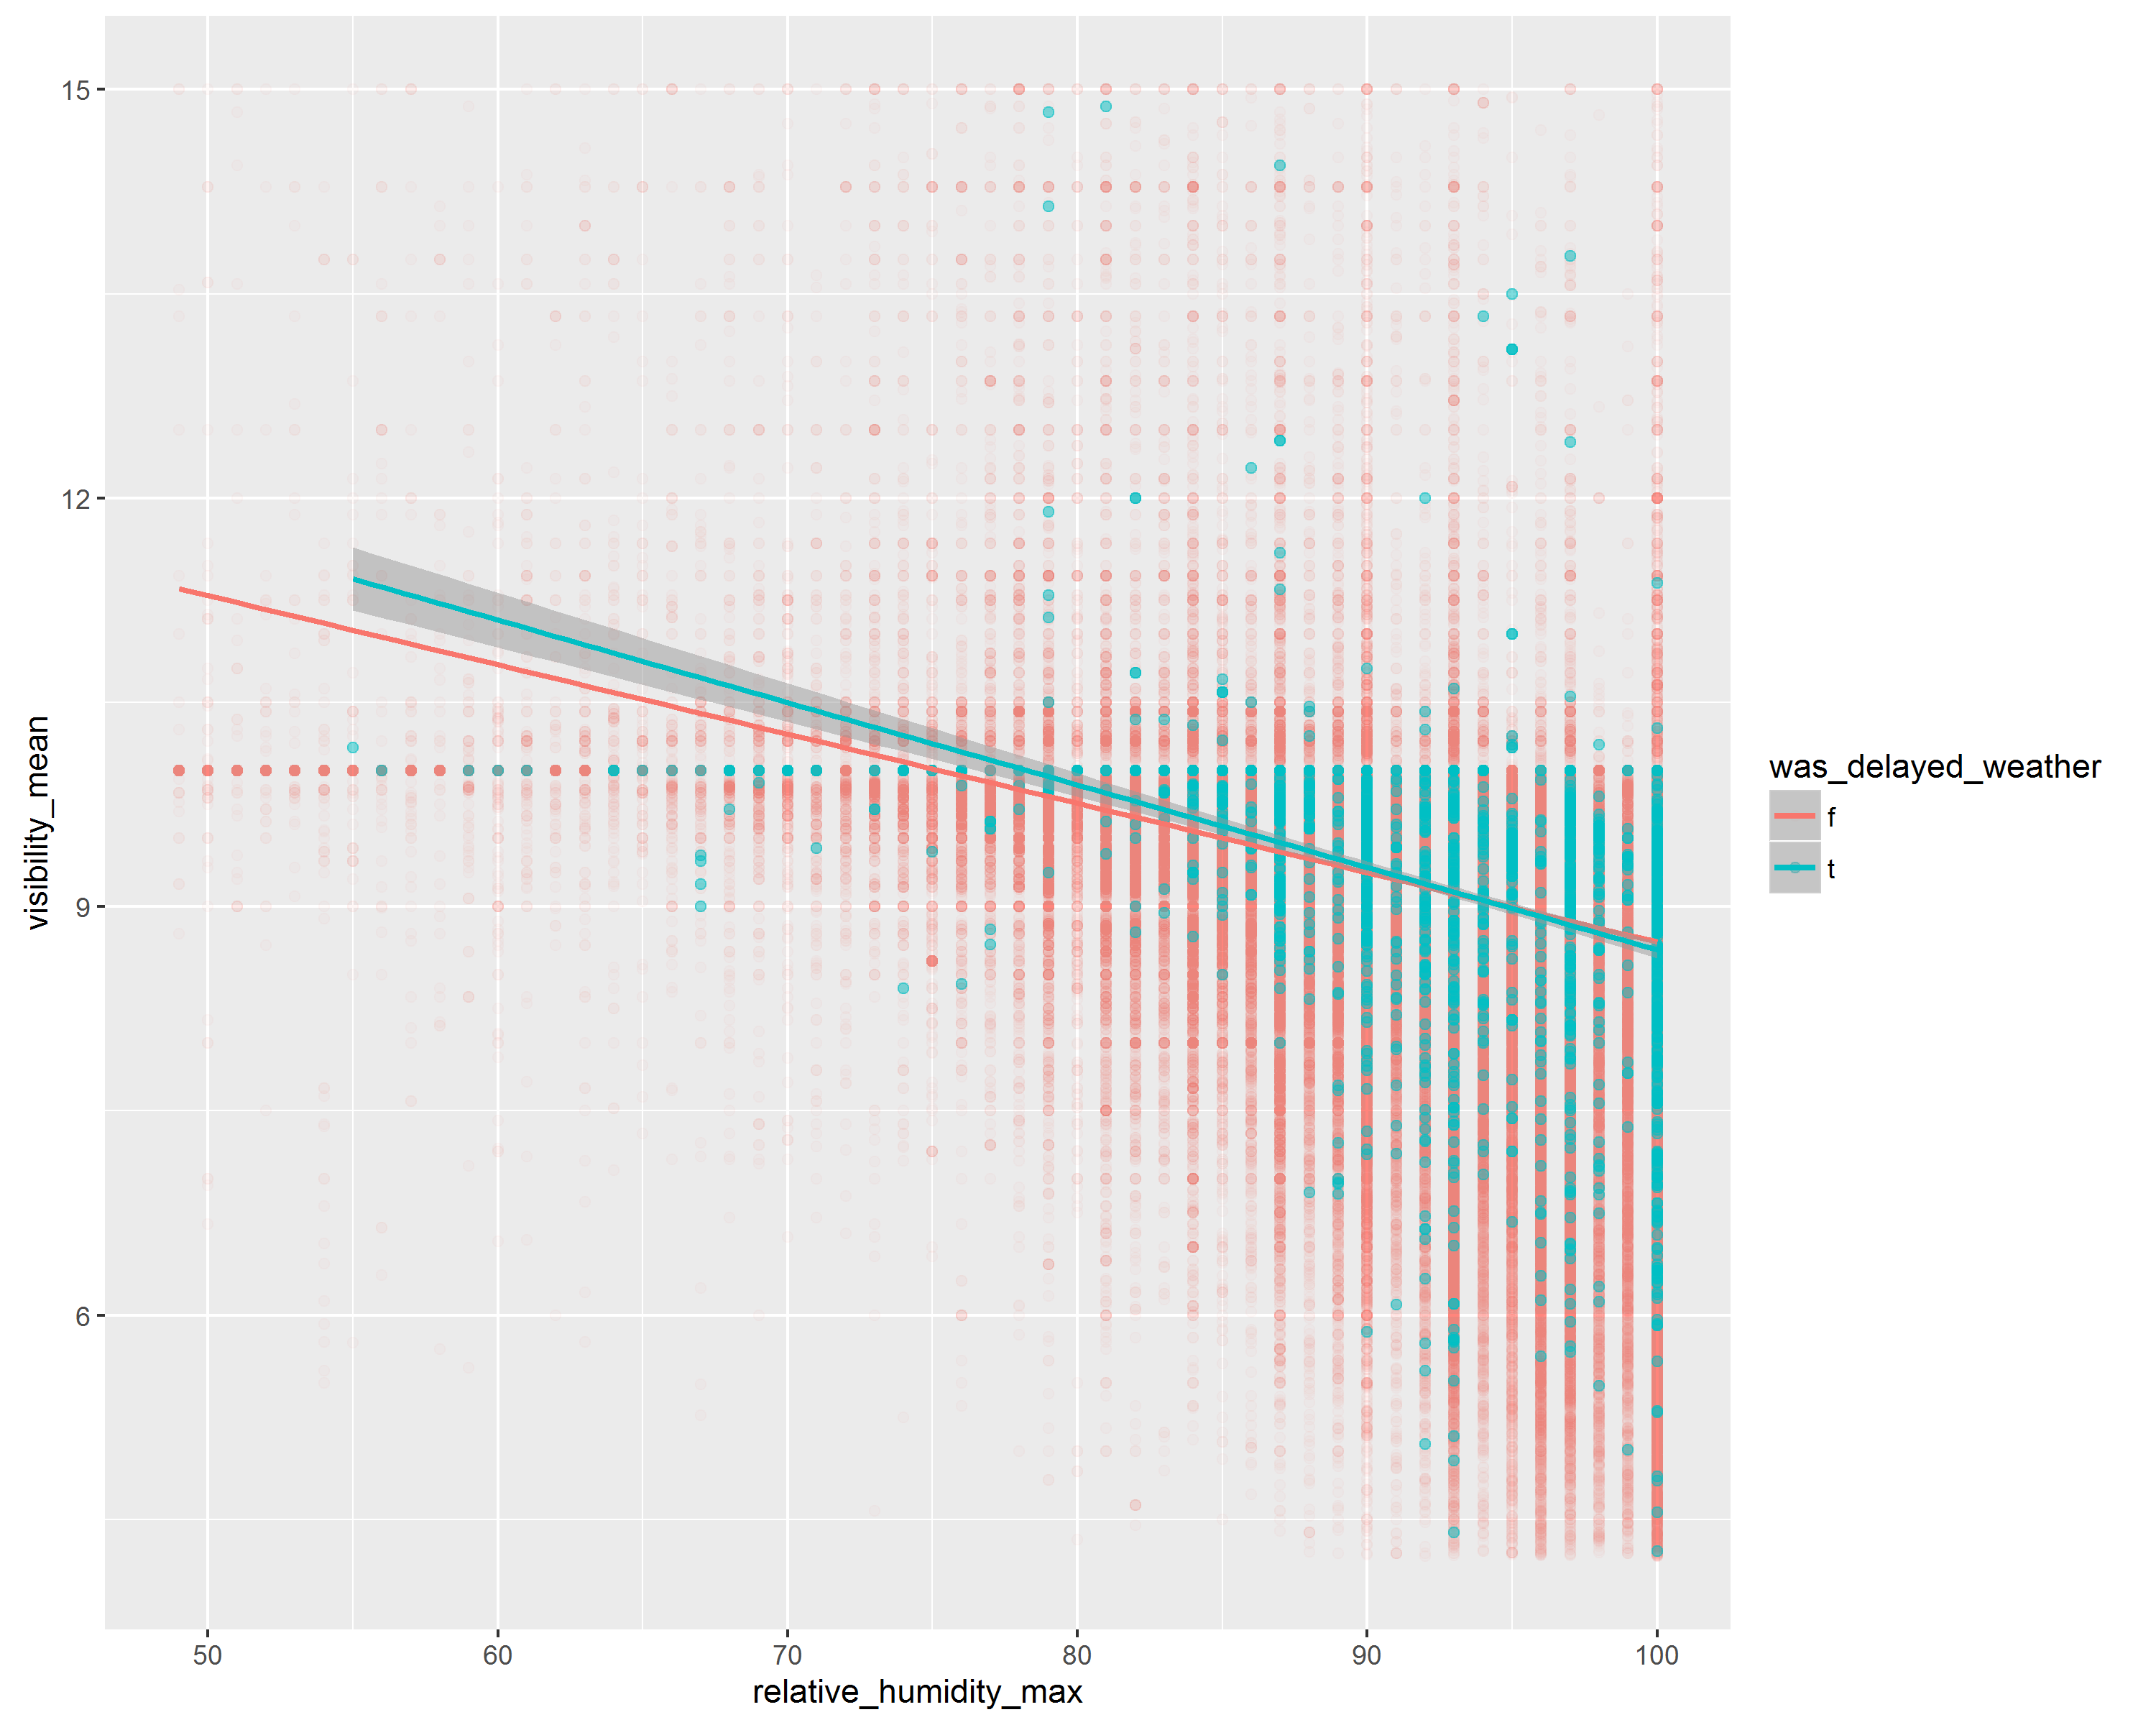 15
12
9
6
visibility_mean
50 60 70 80 90 100
relative_humidity_max
was_delayed_weather
f
t